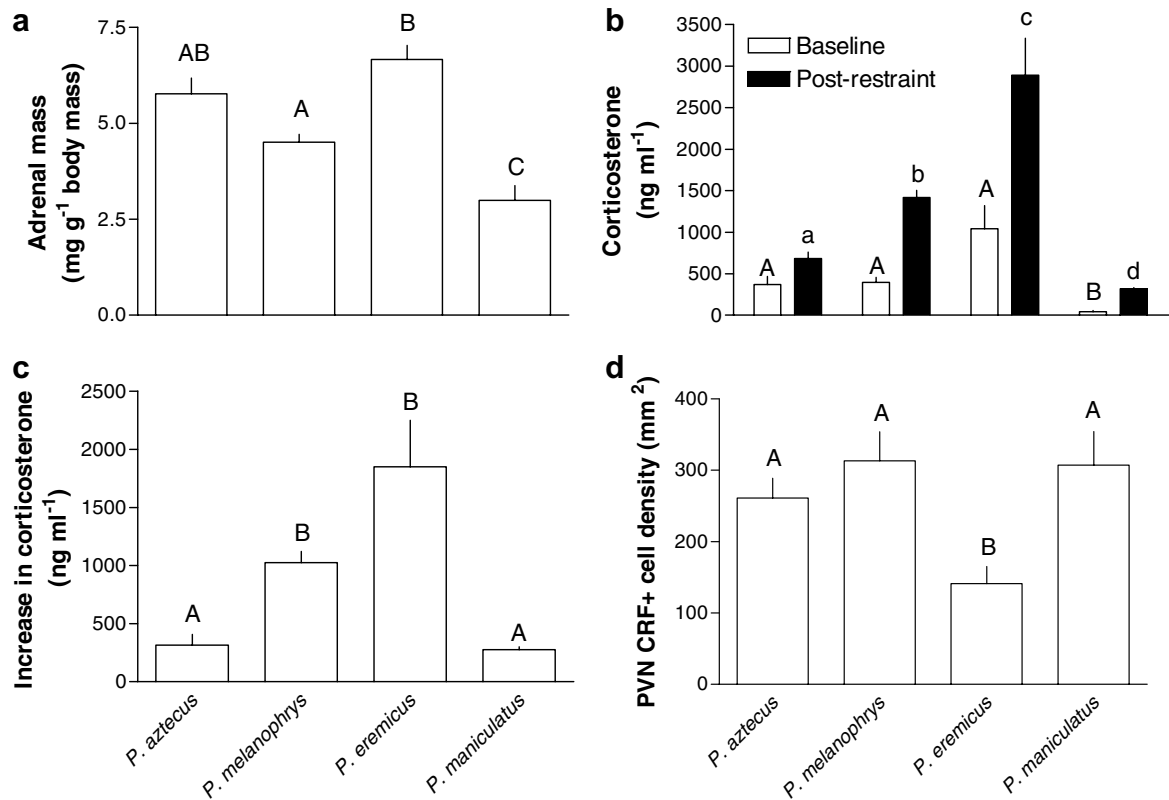 a
7.5
5.0
2.5
0.0
Adrenal mass
(mg g⁻¹ body mass)
AB
A
B
C
b
3500
3000
2500
2000
1500
1000
500
0
Corticosterone
(ng ml⁻¹)
Baseline
Post-restraint
A
a
A
b
A
c
B
d
c
2500
2000
1500
1000
500
0
Increase in corticosterone
(ng ml⁻¹)
A
B
B
A
P. aztecus
P. melanophrys
P. eremicus
P. maniculatus
d
400
300
200
100
0
PVN CRF+ cell density (mm ²)
A
A
B
A
P. aztecus
P. melanophrys
P. eremicus
P. maniculatus